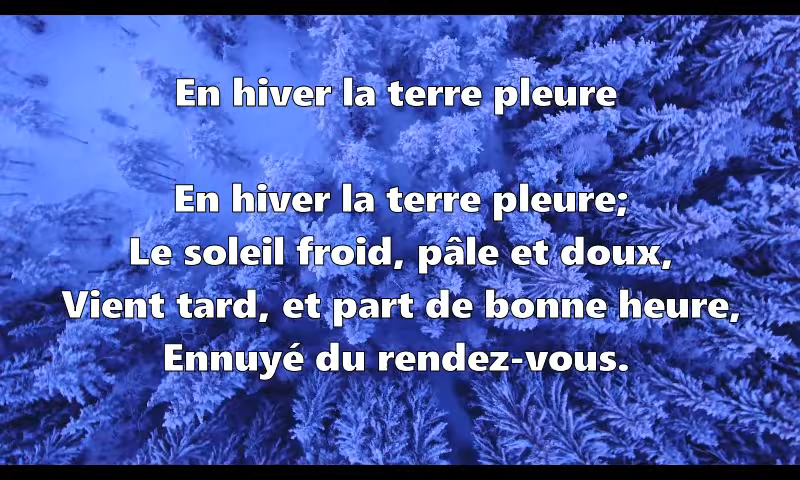 En hiver la terre pleure
En hiver la terre pleure;
Le soleil froid, pâle et doux,
Vient tard, et part de bonne heure,
Ennuyé du rendez-vous.